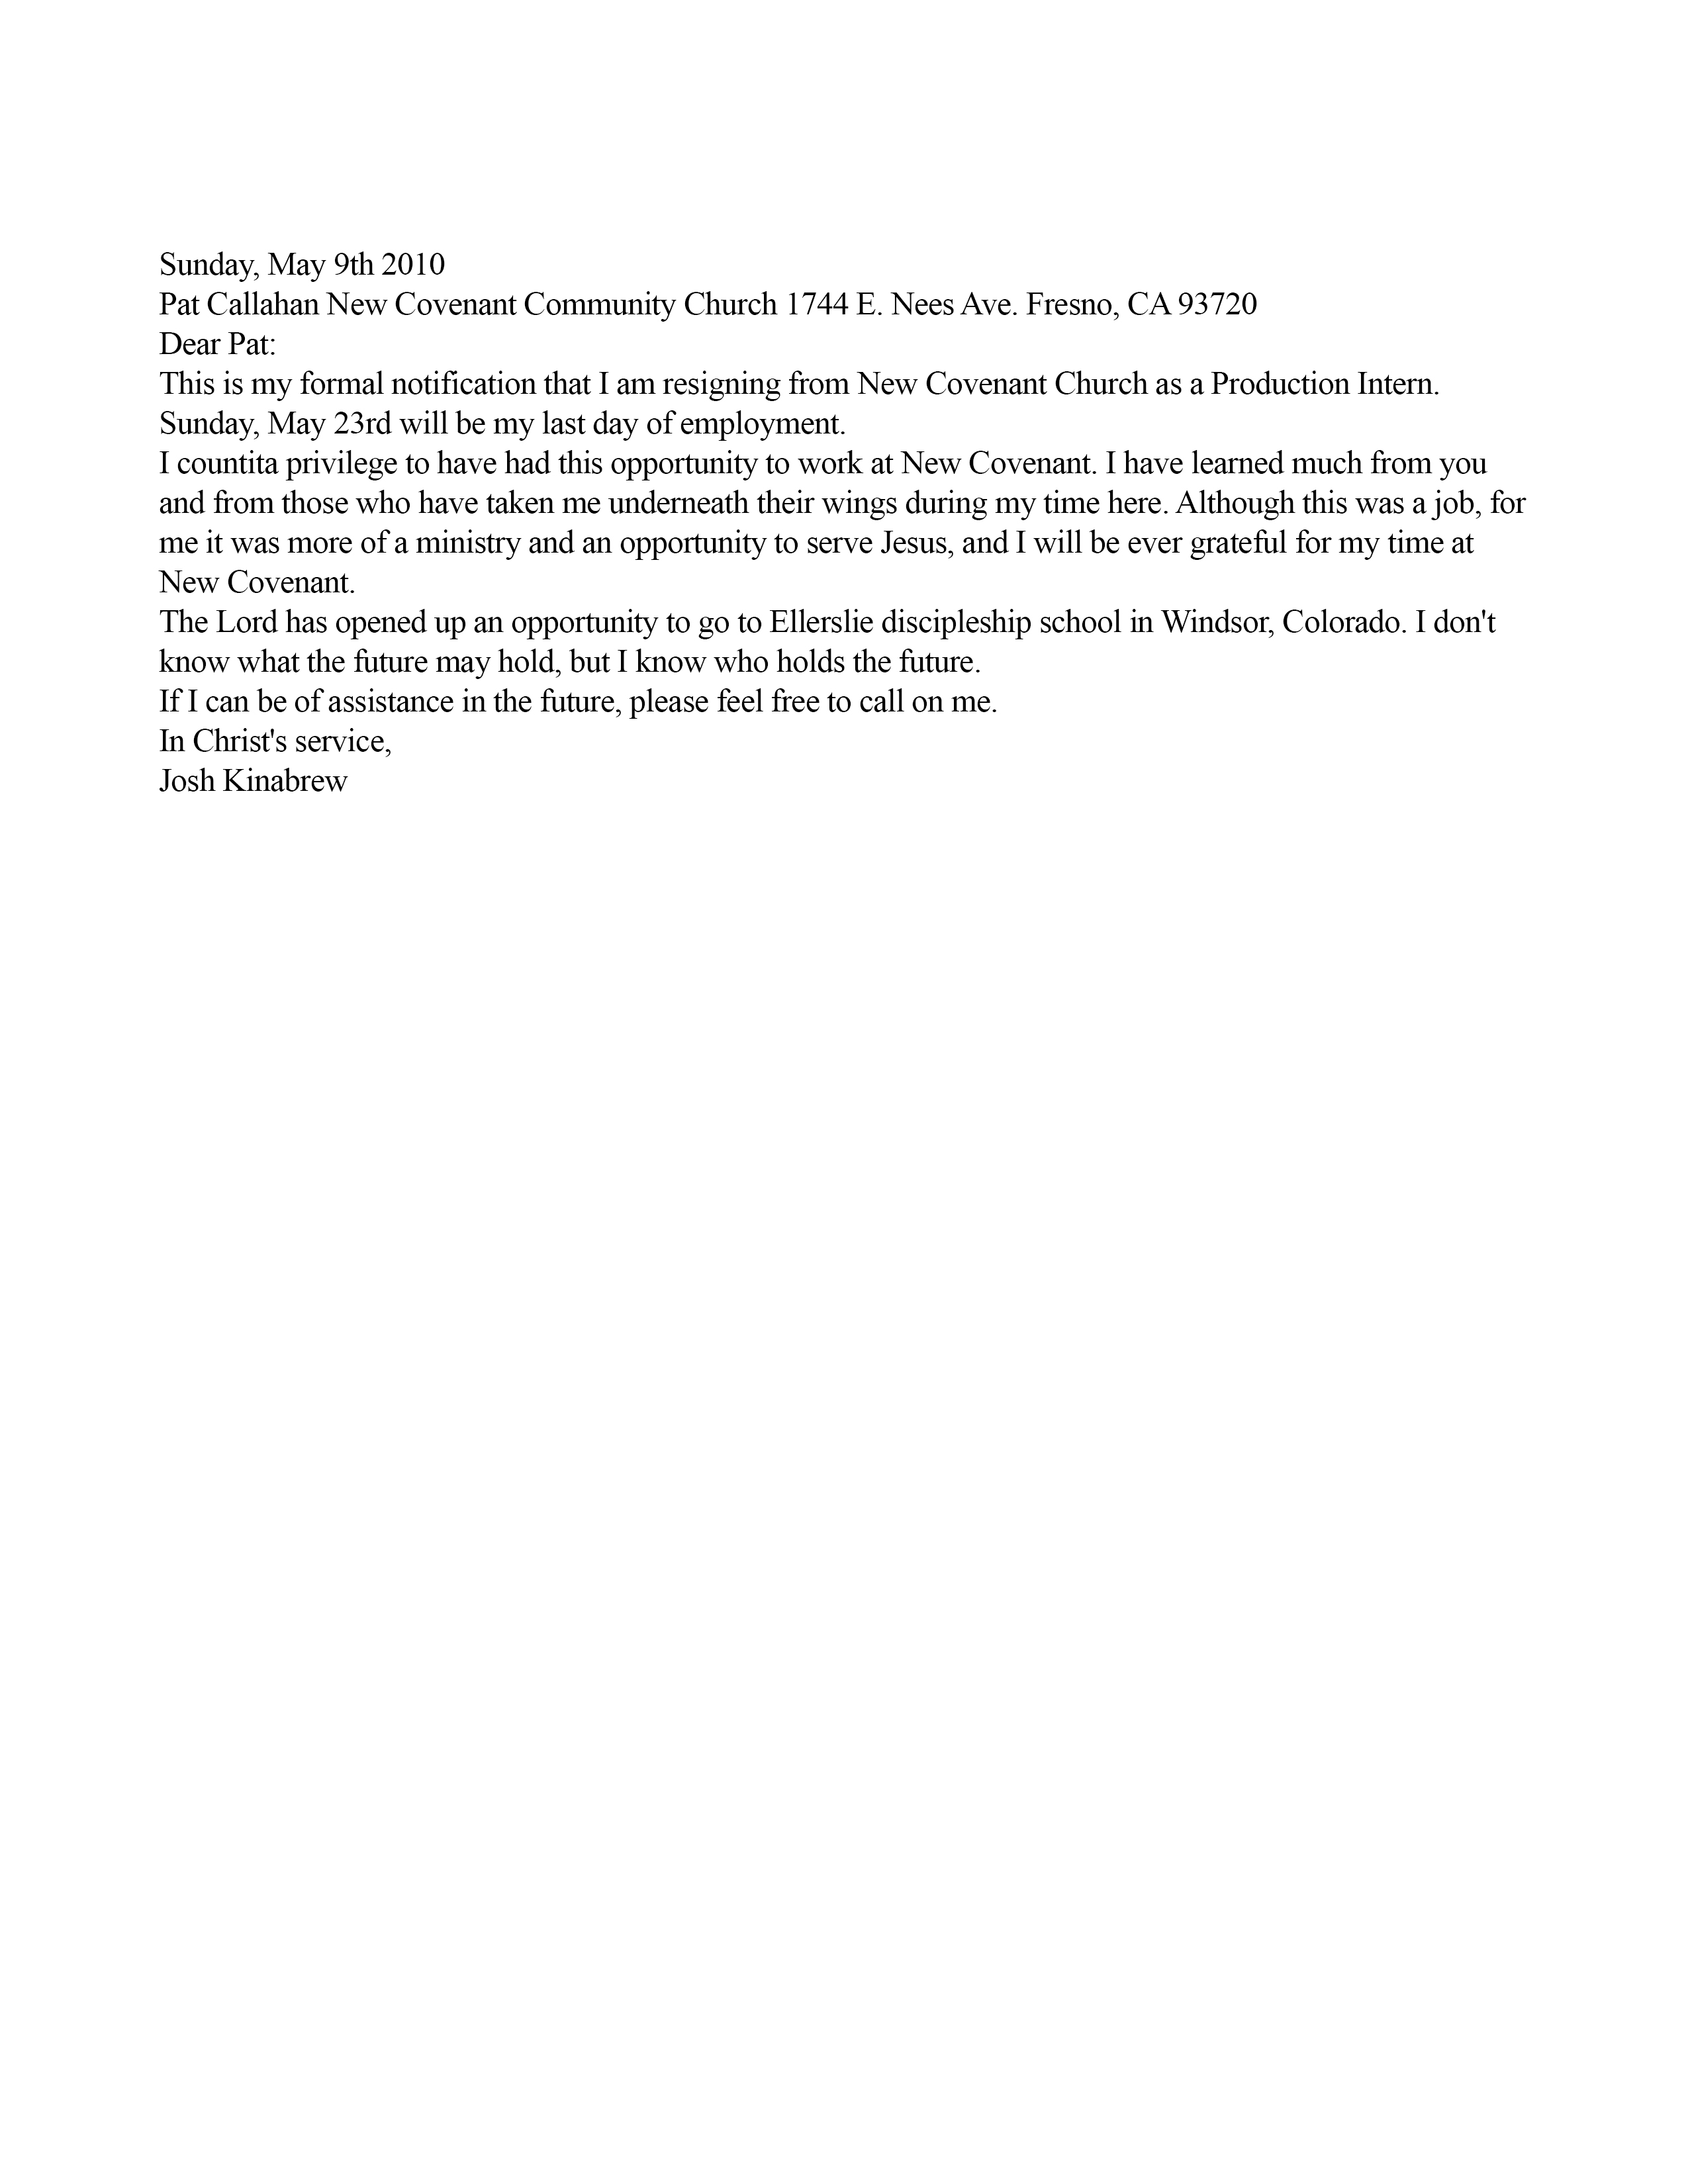 Sunday, May 9th 2010
Pat Callahan New Covenant Community Church 1744 E. Nees Ave. Fresno, CA 93720
Dear Pat:
This is my formal notification that I am resigning from New Covenant Church as a Production Intern.
Sunday, May 23rd will be my last day of employment.
I countita privilege to have had this opportunity to work at New Covenant. I have learned much from you
and from those who have taken me underneath their wings during my time here. Although this was a job, for
me it was more of a ministry and an opportunity to serve Jesus, and I will be ever grateful for my time at
New Covenant.
The Lord has opened up an opportunity to go to Ellerslie discipleship school in Windsor, Colorado. I don't
know what the future may hold, but I know who holds the future.
If I can be of assistance in the future, please feel free to call on me.
In Christ's service,
Josh Kinabrew